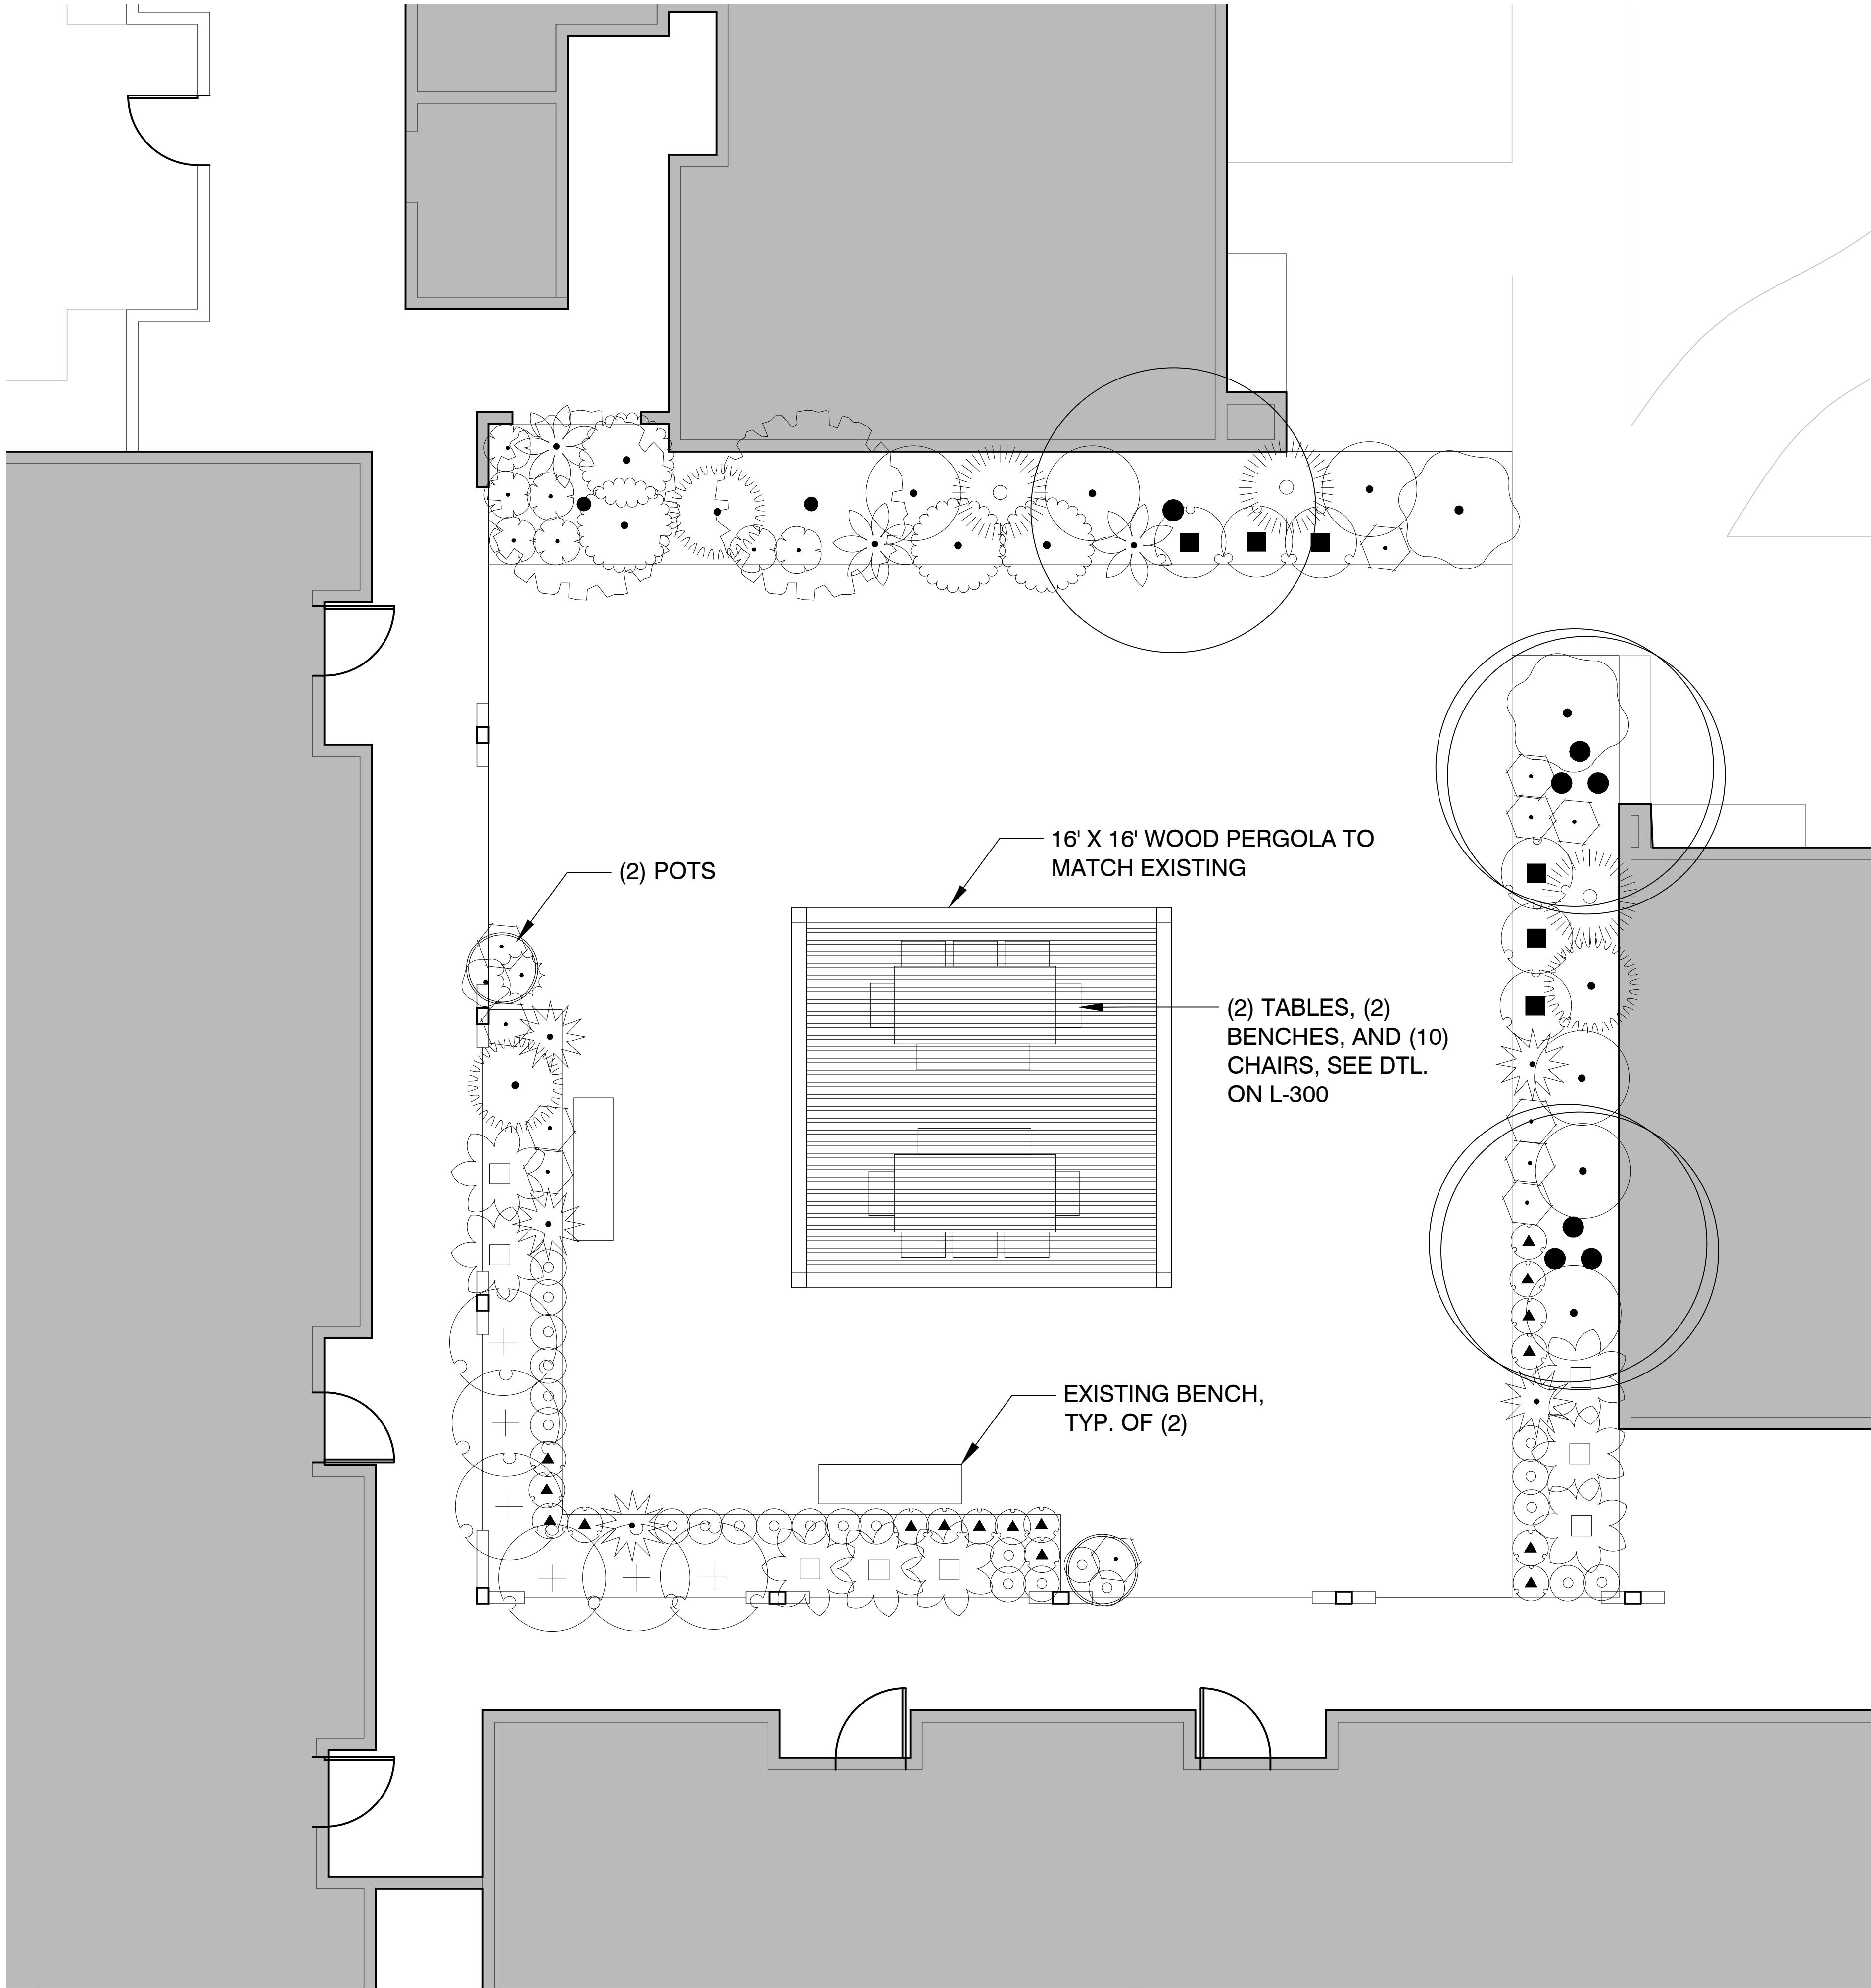 16' X 16' WOOD PERGOLA TO
MATCH EXISTING
(2) POTS
(2) TABLES, (2)
BENCHES, AND (10)
CHAIRS, SEE DTL.
ON L-300
EXISTING BENCH,
TYP. OF (2)